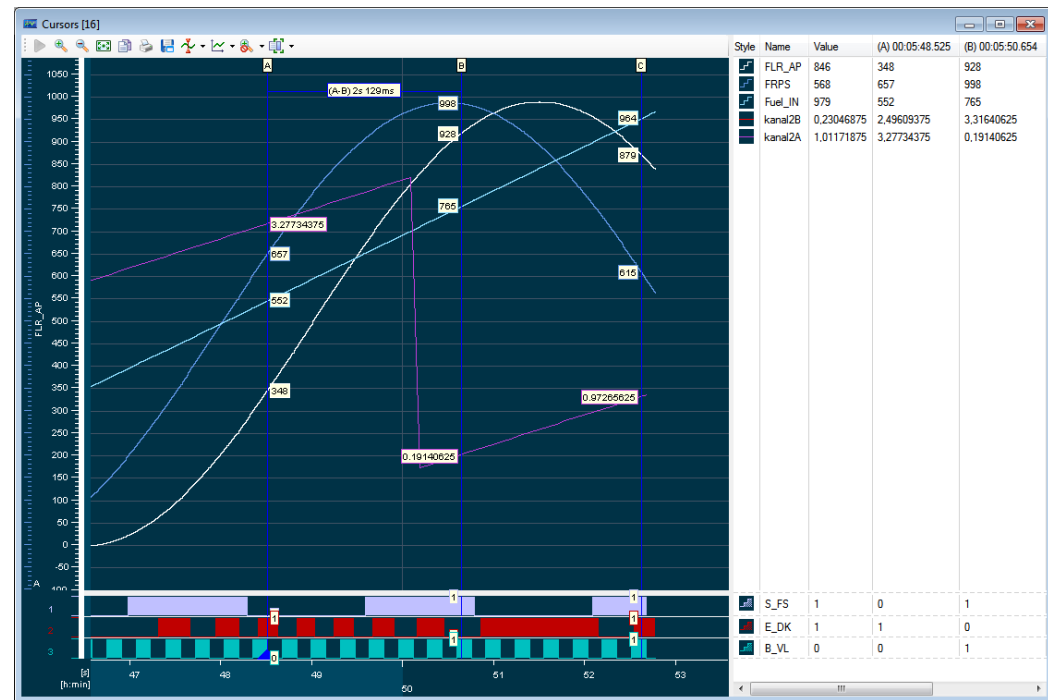 Cursors [16]
Style Name Value (A) 00:05:48.525 (B) 00:05:50.654
FLR_AP 846 348 928
FRPS 568 657 998
Fuel_IN 979 552 765
kanal2B 0,23046875 2,49609375 3,31640625
kanal2A 1,01171875 3,27734375 0,19140625
A B C
(A-B) 2s 129ms
1050
1000
950
900
850
800
750
700
650
600
550
500
450
400
350
300
250
200
150
100
50
0
-50
FLR_AP
A
998
928
964
879
765
3.27734375
657
552
615
348
0.97265625
0.19140625
1 1 1
2 1 1
3 0 1 1
S_FS 1 0 1
E_DK 1 1 0
B_VL 0 0 1
[s] 47 48 49 50 51 52 53
[h:min]